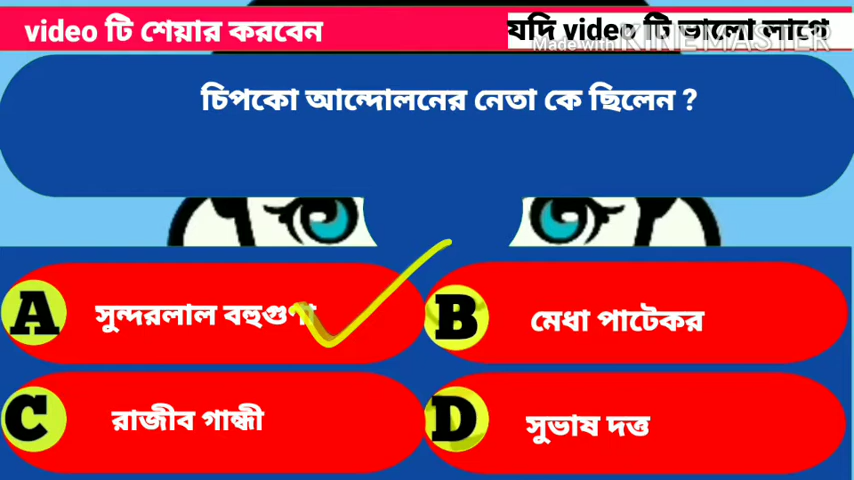 video টি শেয়ার করবেন
যদি video টি ভালো লাগে
Made with KINEMASTER
চিপকো আন্দোলনের নেতা কে ছিলেন ?
A সুন্দরলাল বহুগুণা
B মেধা পাটেকর
C রাজীব গান্ধী
D সুভাষ দত্ত